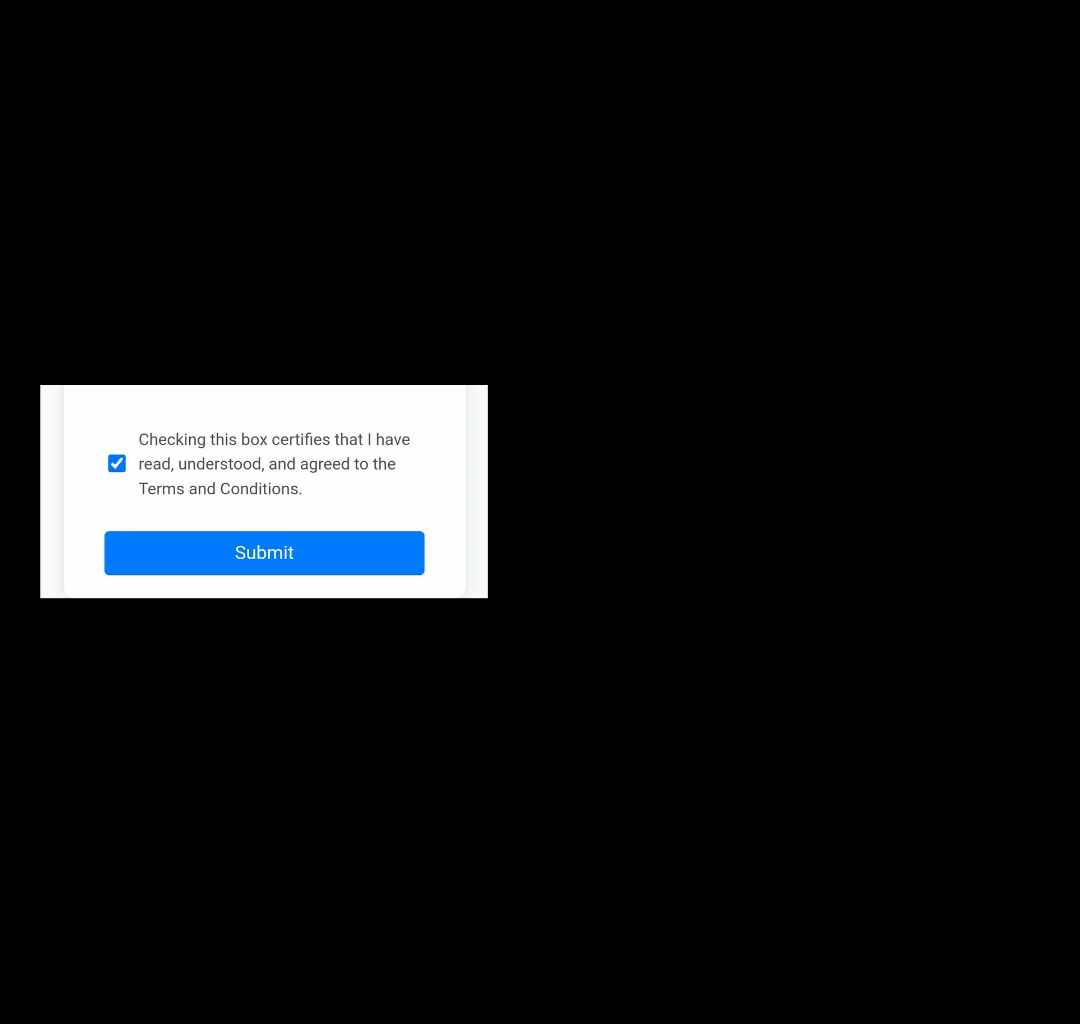 Checking this box certifies that I have
read, understood, and agreed to the
Terms and Conditions.
Submit